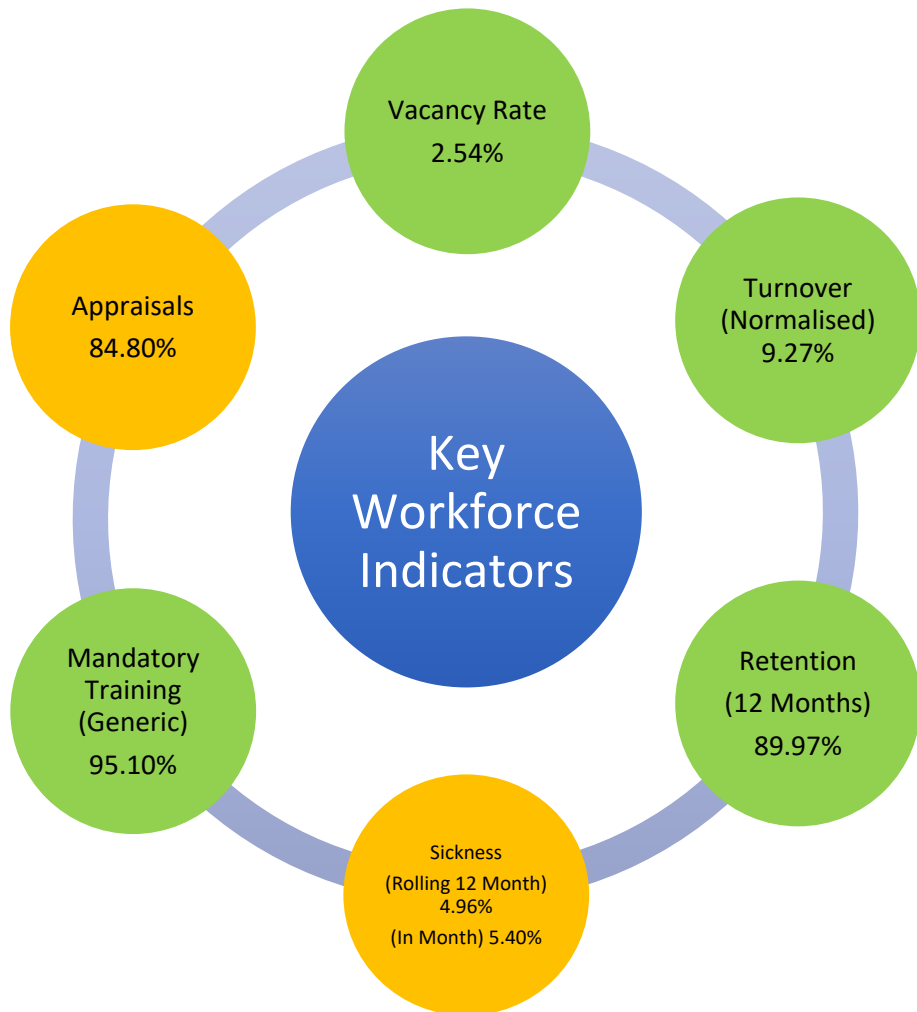 Vacancy Rate
2.54%
Turnover
(Normalised)
9.27%
Retention
(12 Months)
89.97%
Sickness
(Rolling 12 Month)
4.96%
(In Month) 5.40%
Mandatory
Training
(Generic)
95.10%
Appraisals
84.80%
Key
Workforce
Indicators